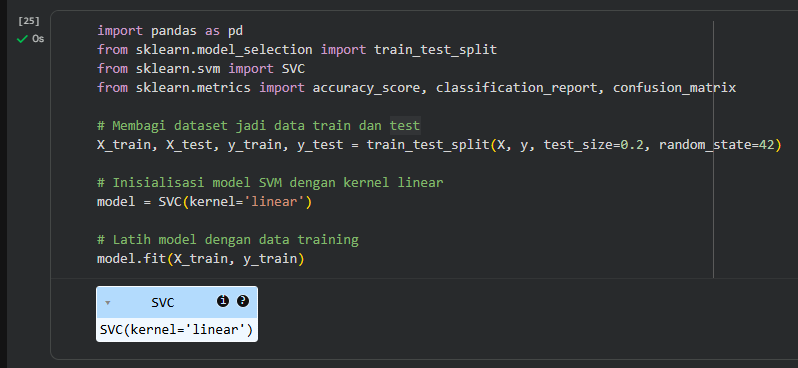 [25]
0s
import pandas as pd
from sklearn.model_selection import train_test_split
from sklearn.svm import SVC
from sklearn.metrics import accuracy_score, classification_report, confusion_matrix
# Membagi dataset jadi data train dan test
X_train, X_test, y_train, y_test = train_test_split(X, y, test_size=0.2, random_state=42)
# Inisialisasi model SVM dengan kernel linear
model = SVC(kernel='linear')
# Latih model dengan data training
model.fit(X_train, y_train)
SVC i ?
SVC(kernel='linear')